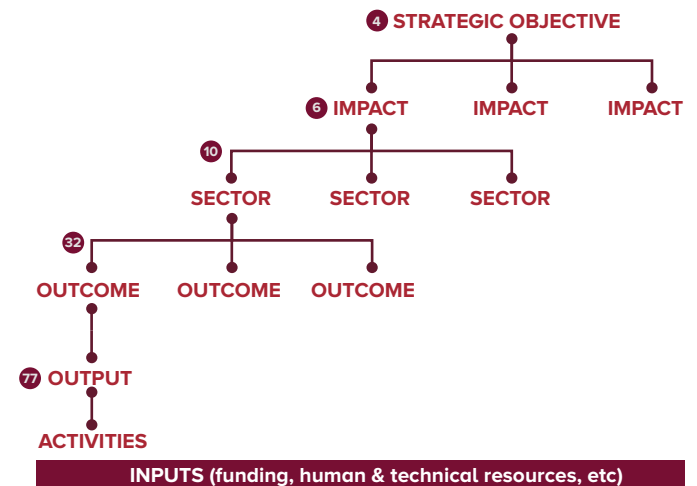 4 STRATEGIC OBJECTIVE
6 IMPACT IMPACT IMPACT
10
SECTOR SECTOR SECTOR
32
OUTCOME OUTCOME OUTCOME
77 OUTPUT
ACTIVITIES
INPUTS (funding, human & technical resources, etc)